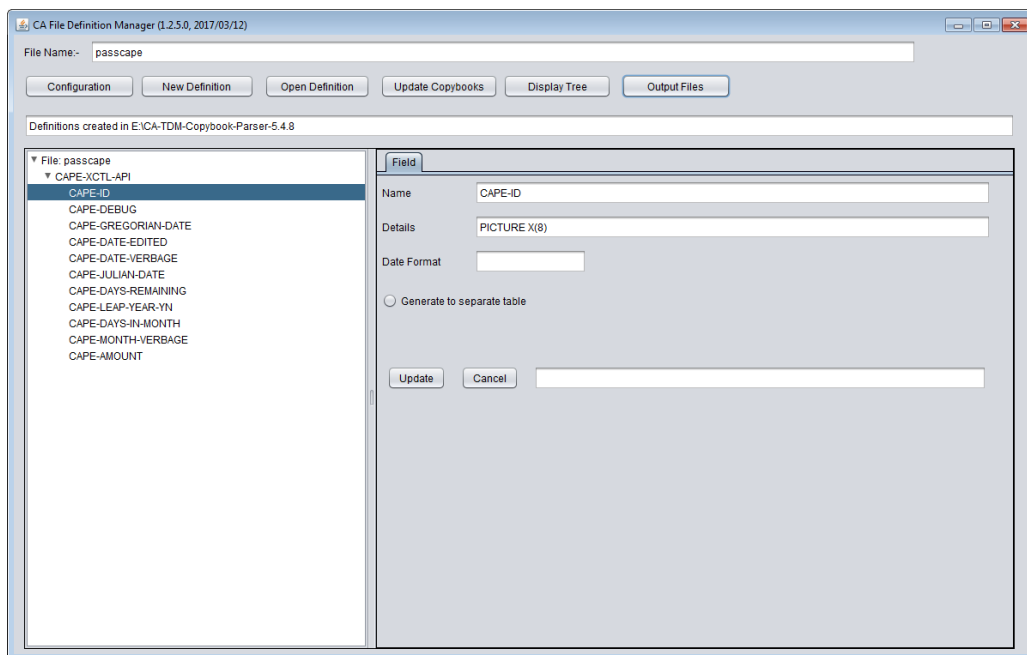 CA File Definition Manager (1.2.5.0, 2017/03/12)
File Name:- passcape
Configuration New Definition Open Definition Update Copybooks Display Tree Output Files
Definitions created in E:\CA-TDM-Copybook-Parser-5.4.8
File: passcape
CAPE-XCTL-API
CAPE-ID
CAPE-DEBUG
CAPE-GREGORIAN-DATE
CAPE-DATE-EDITED
CAPE-DATE-VERBAGE
CAPE-JULIAN-DATE
CAPE-DAYS-REMAINING
CAPE-LEAP-YEAR-YN
CAPE-DAYS-IN-MONTH
CAPE-MONTH-VERBAGE
CAPE-AMOUNT
Field
Name CAPE-ID
Details PICTURE X(8)
Date Format
Generate to separate table
Update Cancel